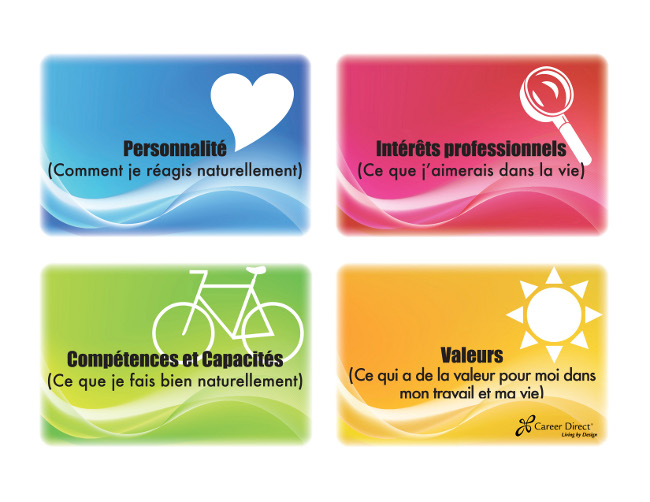 Personnalité
(Comment je réagis naturellement)
Intérêts professionnels
(Ce que j'aimerais dans la vie)
Compétences et Capacités
(Ce que je fais bien naturellement)
Valeurs
(Ce qui a de la valeur pour moi dans
mon travail et ma vie)
Career Direct
Living by Design